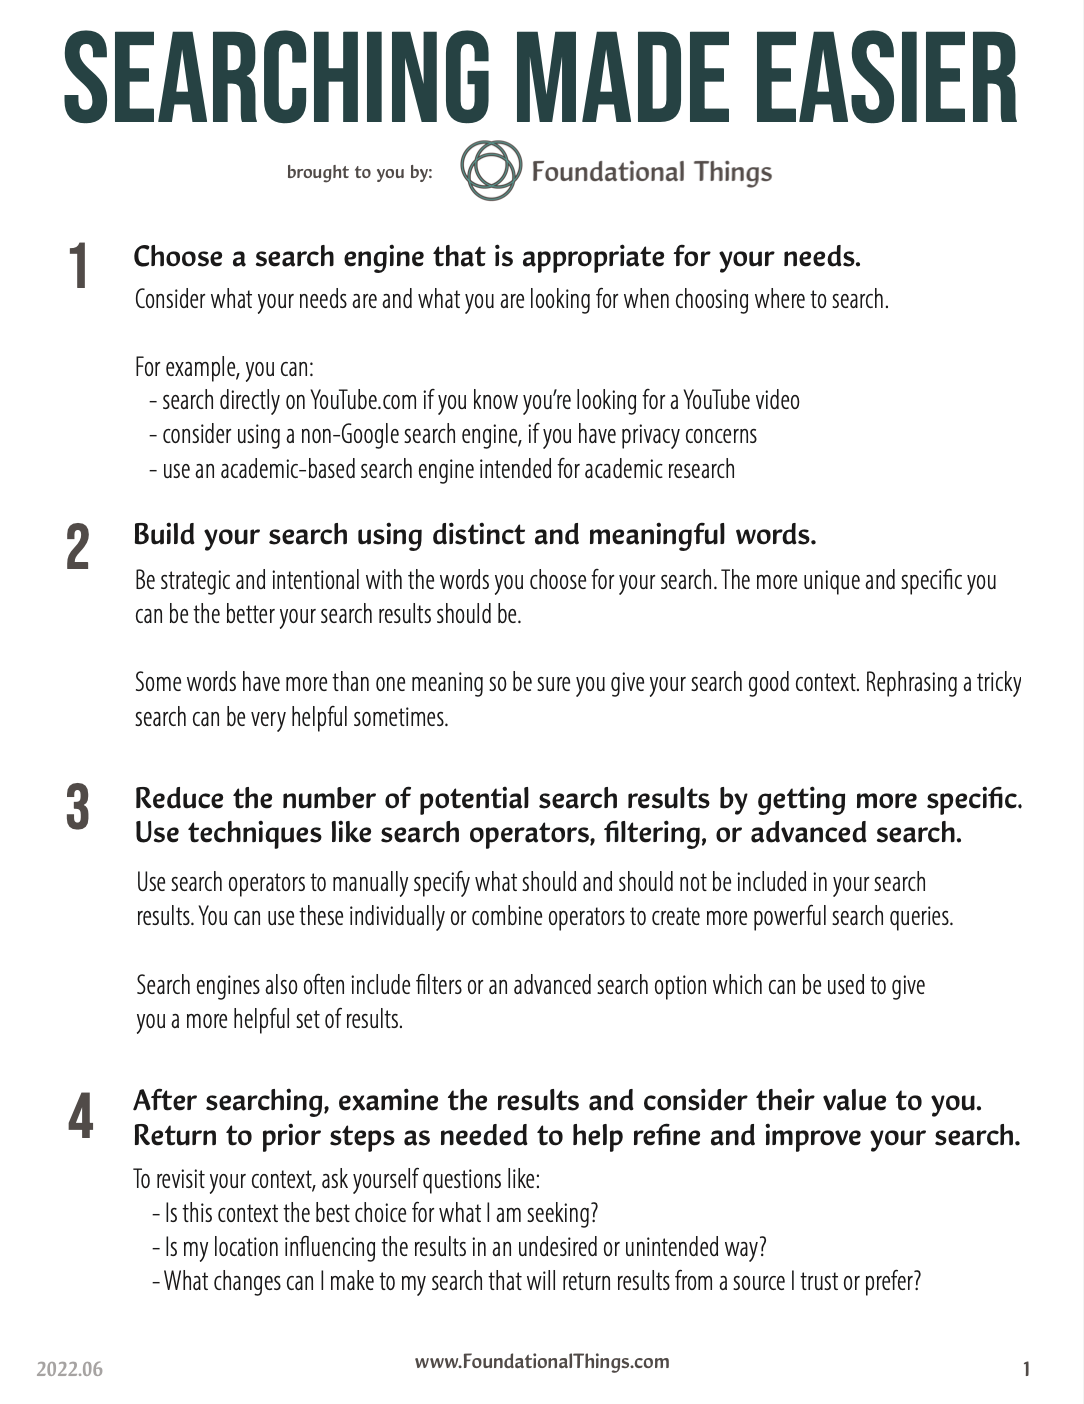 SEARCHING MADE EASIER
brought to you by:
Foundational Things
1
Choose a search engine that is appropriate for your needs.
Consider what your needs are and what you are looking for when choosing where to search.
For example, you can:
- search directly on YouTube.com if you know you’re looking for a YouTube video
- consider using a non-Google search engine, if you have privacy concerns
- use an academic-based search engine intended for academic research
2
Build your search using distinct and meaningful words.
Be strategic and intentional with the words you choose for your search. The more unique and specific you
can be the better your search results should be.
Some words have more than one meaning so be sure you give your search good context. Rephrasing a tricky
search can be very helpful sometimes.
3
Reduce the number of potential search results by getting more specific.
Use techniques like search operators, filtering, or advanced search.
Use search operators to manually specify what should and should not be included in your search
results. You can use these individually or combine operators to create more powerful search queries.
Search engines also often include filters or an advanced search option which can be used to give
you a more helpful set of results.
4
After searching, examine the results and consider their value to you.
Return to prior steps as needed to help refine and improve your search.
To revisit your context, ask yourself questions like:
- Is this context the best choice for what I am seeking?
- Is my location influencing the results in an undesired or unintended way?
- What changes can I make to my search that will return results from a source I trust or prefer?
2022.06
www.FoundationalThings.com
1